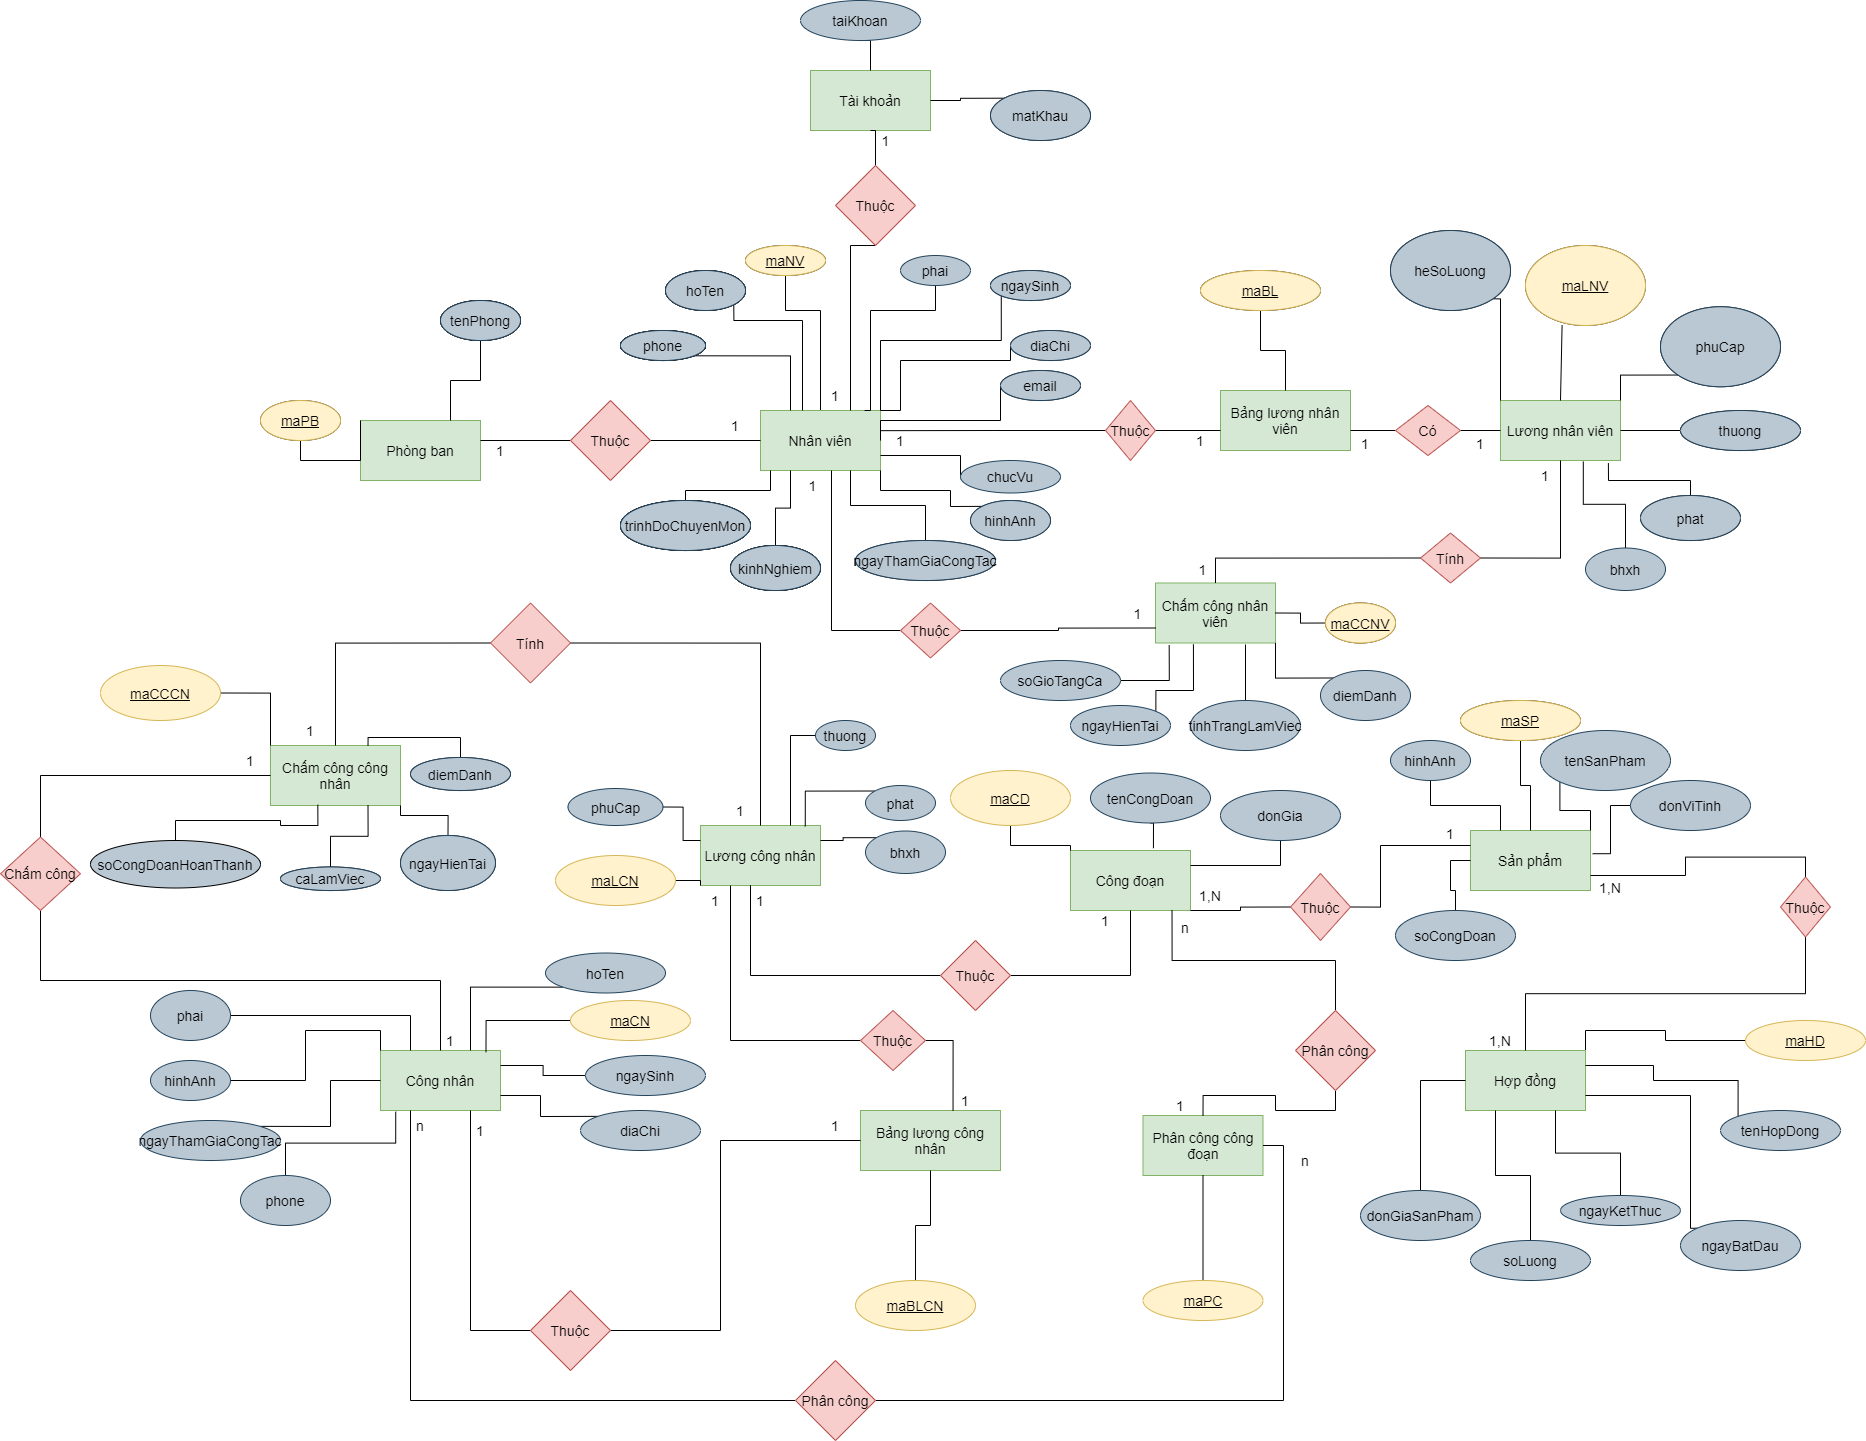 taiKhoan
Tài khoản
matKhau
1
Thuộc
maNV
phai
hoTen
ngaySinh
phone
diaChi
email
1
tenPhong
maPB
Phòng ban
1
Thuộc
1
Nhân viên
1
1
chucVu
hinhAnh
trinhDoChuyenMon
kinhNghiem
ngayThamGiaCongTac
Thuộc
1
maBL
Bảng lương nhân
viên
1
Có
1
heSoLuong
maLNV
phuCap
Lương nhân viên
thuong
1
phat
bhxh
Tính
1
Thuộc
1
Chấm công nhân
viên
maCCNV
soGioTangCa
ngayHienTai
tinhTrangLamViec
diemDanh
Tính
maCCCN
1
1
Chấm công công
nhân
diemDanh
soCongDoanHoanThanh
caLamViec
ngayHienTai
Chấm công
thuong
phuCap
1
phat
Lương công nhân
bhxh
maLCN
1
1
maCD
tenCongDoan
donGia
Công đoạn
1,N
1
n
Thuộc
maSP
hinhAnh
tenSanPham
donViTinh
1
Sản phẩm
1,N
soCongDoan
Thuộc
Thuộc
hoTen
maCN
phai
1
hinhAnh
Công nhân
ngaySinh
ngayThamGiaCongTac
diaChi
n
1
phone
Thuộc
1
1
Bảng lương công
nhân
maBLCN
Thuộc
Phân công
1
Phân công công
đoạn
n
maPC
Phân công
1,N
maHD
Hợp đồng
tenHopDong
donGiaSanPham
ngayKetThuc
soLuong
ngayBatDau